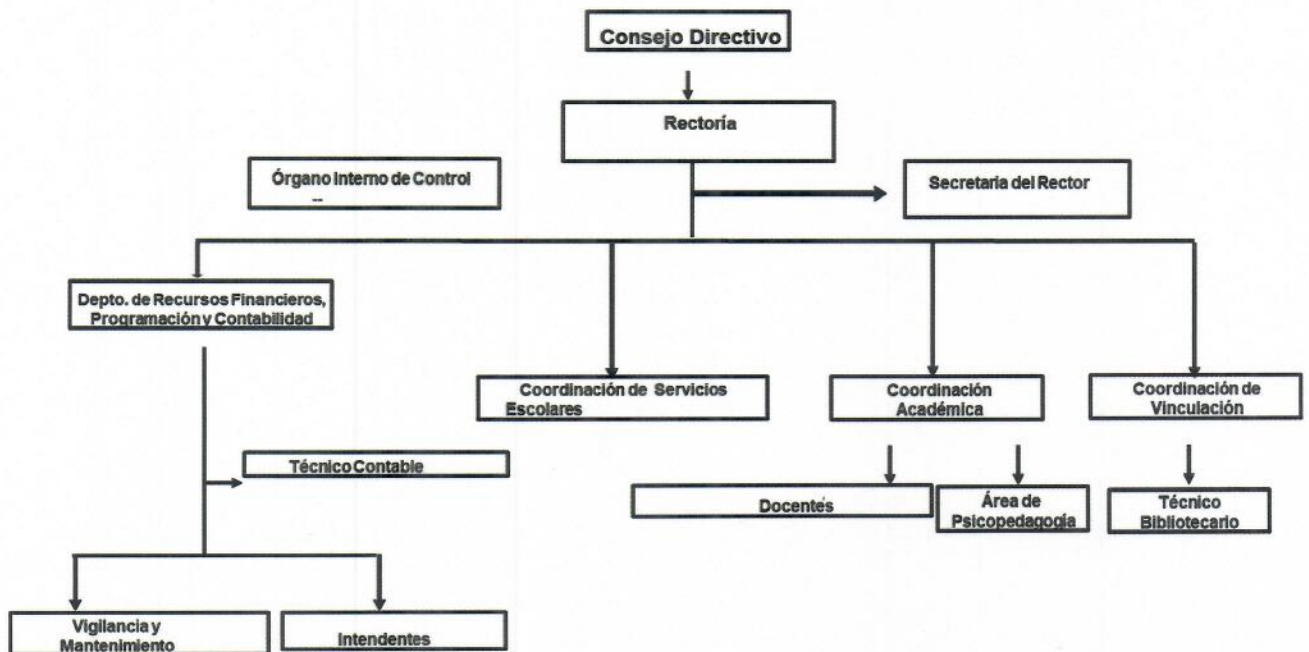 Consejo Directivo
Rectoría
Órgano Interno de Control
--
Secretaria del Rector
Depto. de Recursos Financieros,
Programación y Contabilidad
Coordinación de Servicios
Escolares
Coordinación
Académica
Coordinación de
Vinculación
Técnico Contable
Docentes
Área de
Psicopedagogía
Técnico
Bibliotecario
Vigilancia y
Mantenimiento
Intendentes